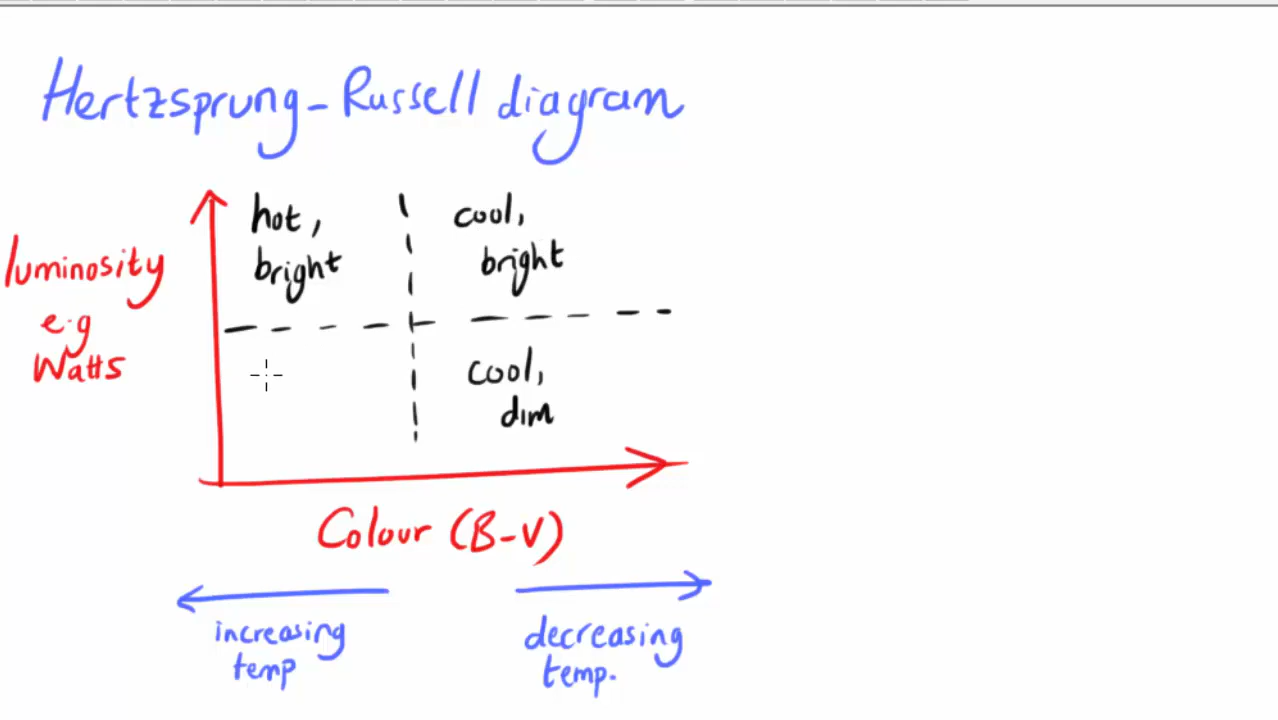 Hertzsprung-Russell diagram
hot,
bright
cool,
bright
luminosity
e.g
Watts
cool,
dim
Colour (B-V)
increasing
temp
decreasing
temp.